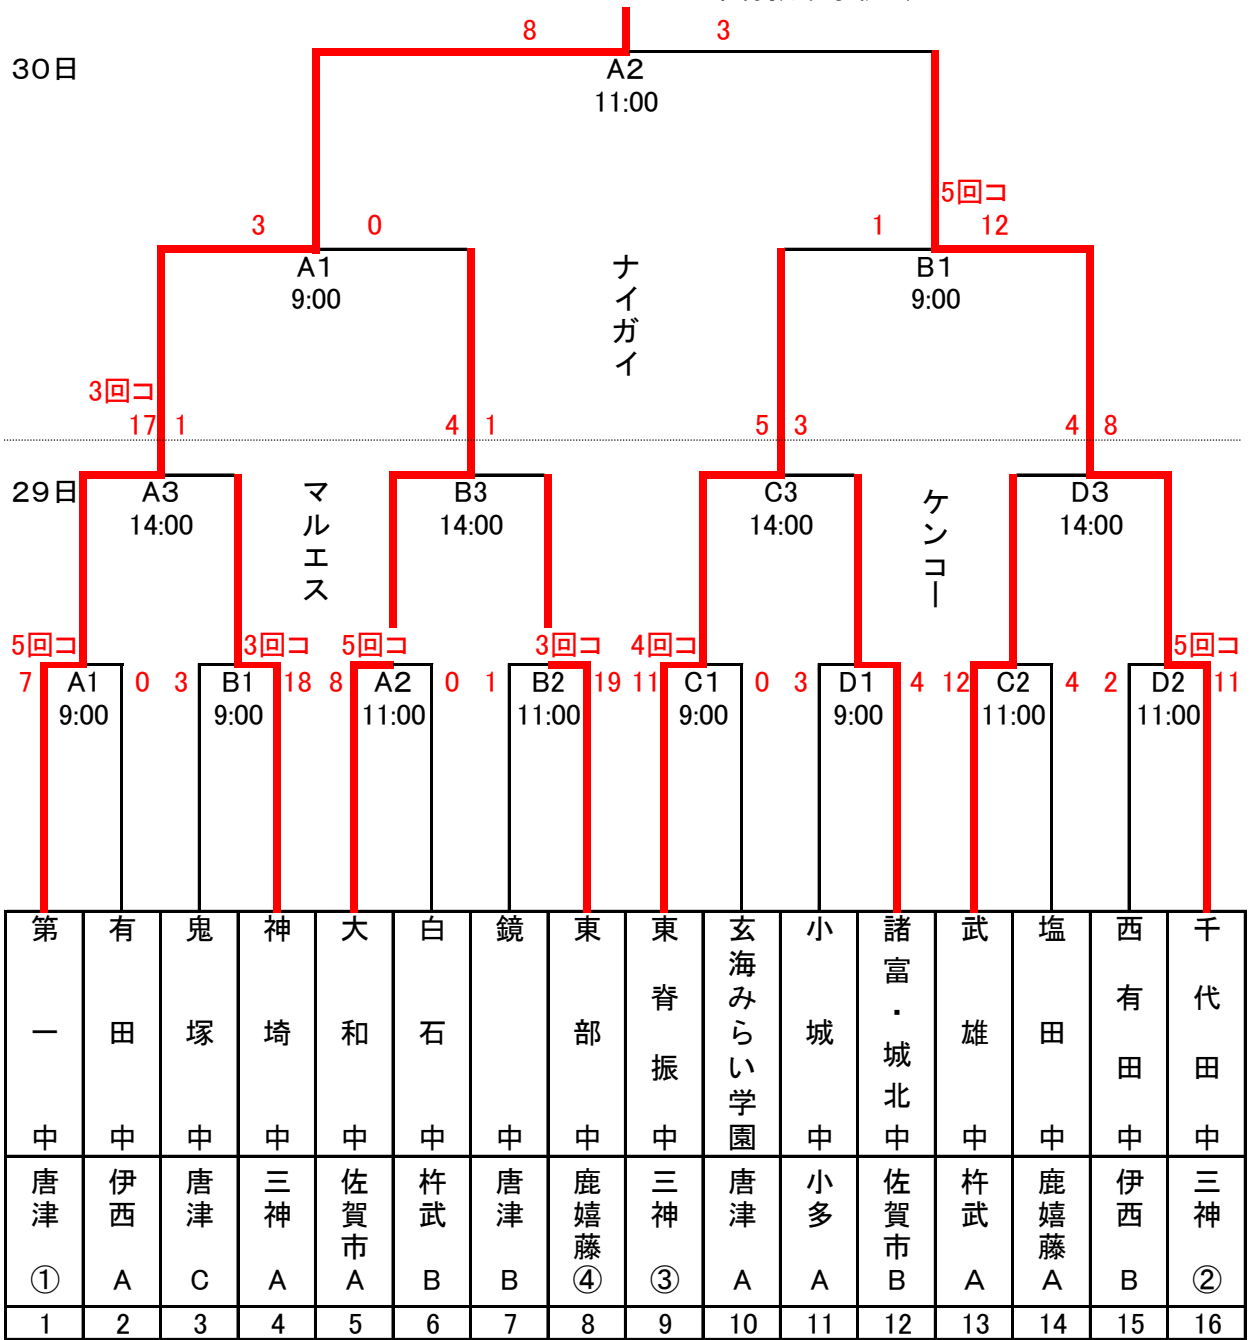 8 3
30日
A2
11:00
5回コ
3 0 1 12
A1 B1
9:00 9:00
ナイガイ
3回コ
17 1 4 1 5 3 4 8
29日
A3 B3 C3 D3
14:00 14:00 14:00 14:00
マルエス
ケンコー
5回コ 3回コ 5回コ 3回コ 4回コ 5回コ
7 A1 0 3 B1 18 8 A2 0 1 B2 19 11 C1 0 3 D1 4 12 C2 4 2 D2 11
9:00 9:00 11:00 11:00 9:00 9:00 11:00 11:00
第一中
有田中
鬼塚中
神埼中
大和中
白石中
鏡中
東部中
東脊振中
玄海みらい学園
小城中
諸富・城北中
武雄中
塩田中
西有田中
千代田中
唐津①
伊西A
唐津C
三神A
佐賀市A
杵武B
唐津B
鹿嬉藤④
三神③
唐津A
小多A
佐賀市B
杵武A
鹿嬉藤A
伊西B
三神②
1 2 3 4 5 6 7 8 9 10 11 12 13 14 15 16